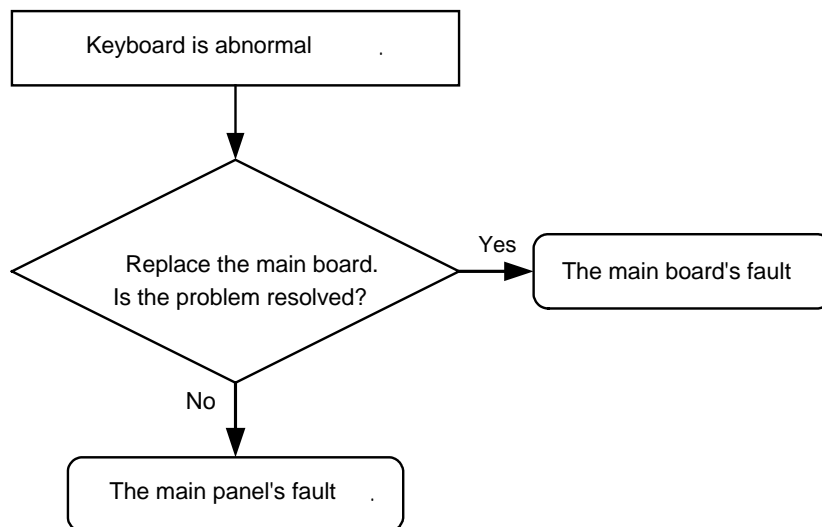 Keyboard is abnormal .
Replace the main board.
Is the problem resolved?
Yes
The main board's fault
No
The main panel's fault .